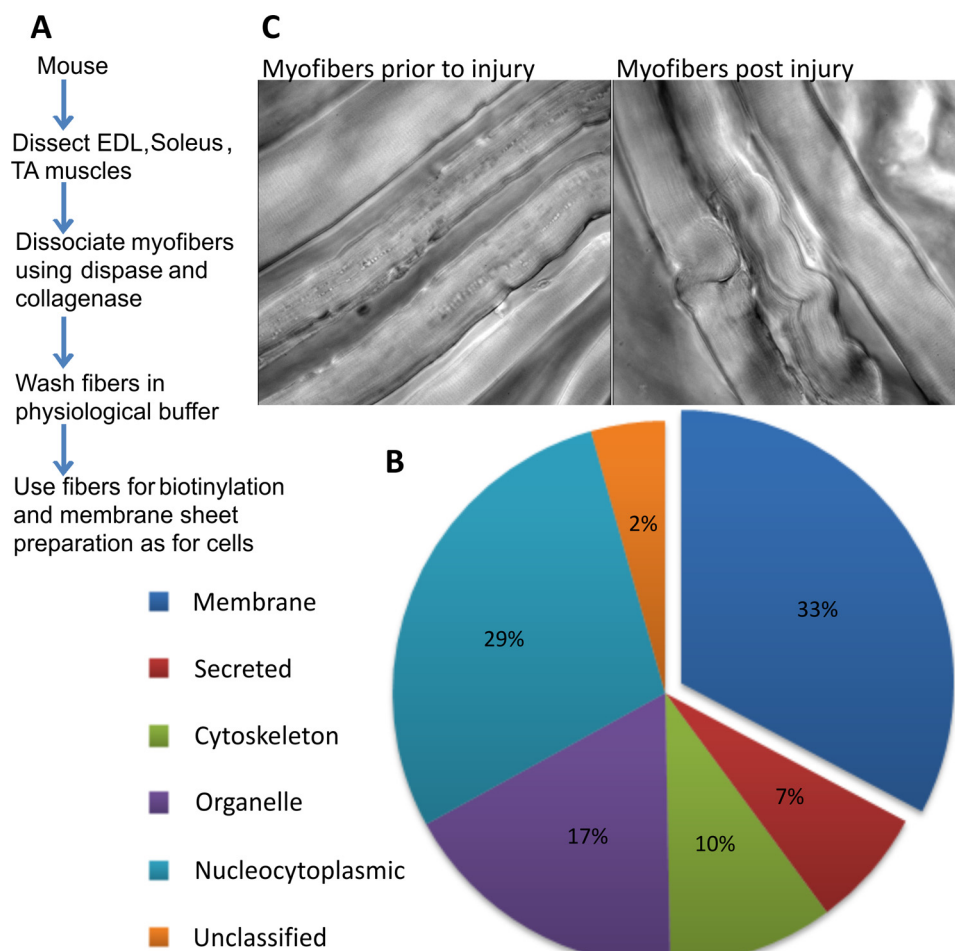 A
Mouse
Dissect EDL,Soleus,
TA muscles
Dissociate myofibers
using dispase and
collagenase
Wash fibers in
physiological buffer
Use fibers for biotinylation
and membrane sheet
preparation as for cells
C
Myofibers prior to injury
Myofibers post injury
B
2%
33%
29%
7%
10%
17%
Membrane
Secreted
Cytoskeleton
Organelle
Nucleocytoplasmic
Unclassified